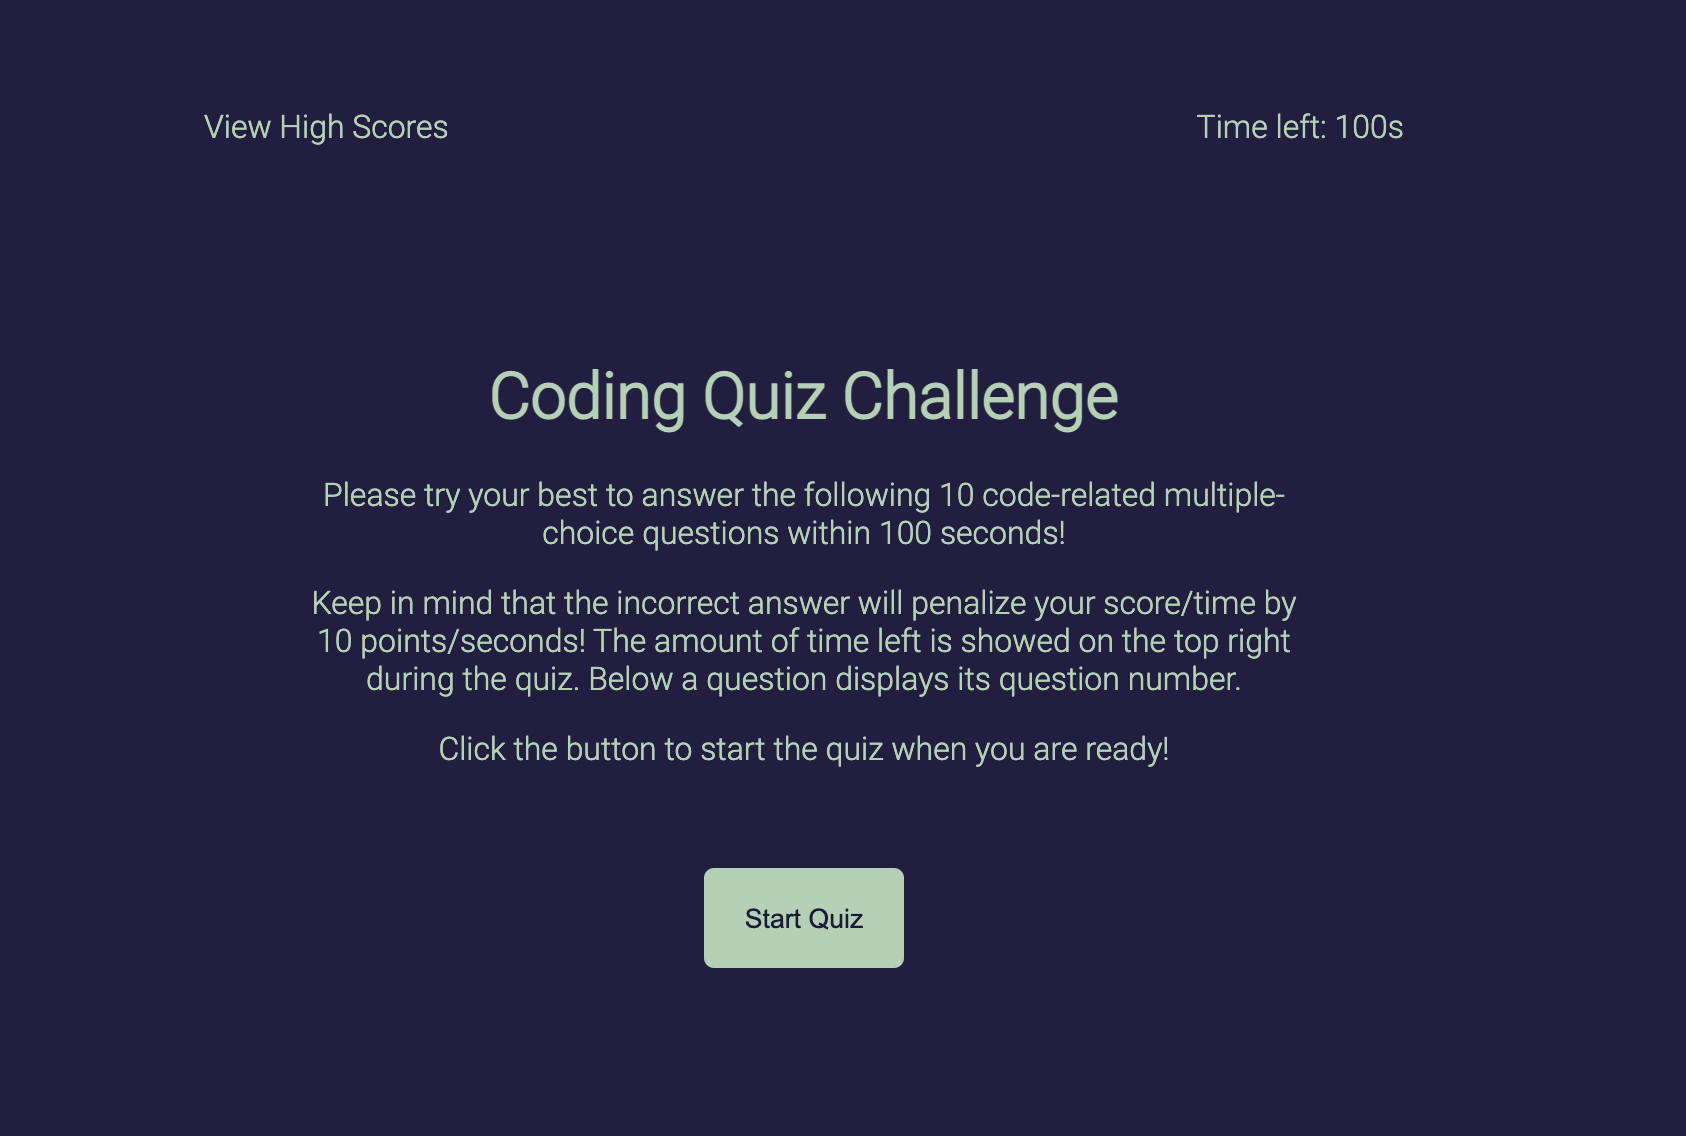 View High Scores
Time left: 100s
Coding Quiz Challenge
Please try your best to answer the following 10 code-related multiple-
choice questions within 100 seconds!
Keep in mind that the incorrect answer will penalize your score/time by
10 points/seconds! The amount of time left is showed on the top right
during the quiz. Below a question displays its question number.
Click the button to start the quiz when you are ready!
Start Quiz